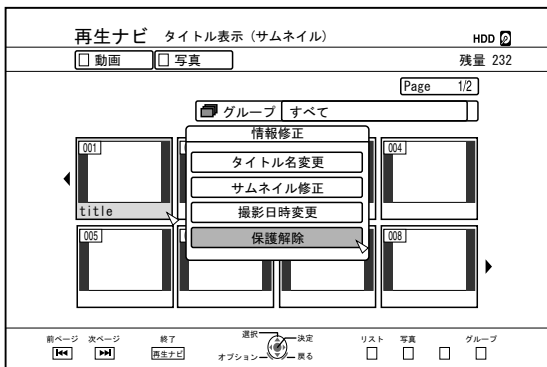 再生ナビ タイトル表示（サムネイル） HDD
動画 写真 残量 232
Page 1/2
グループ すべて
情報修正
タイトル名変更
サムネイル修正
撮影日時変更
保護解除
001 004
title
005 008
前ページ 次ページ 終了 選択 決定 リスト 写真 グループ
再生ナビ オプション 戻る